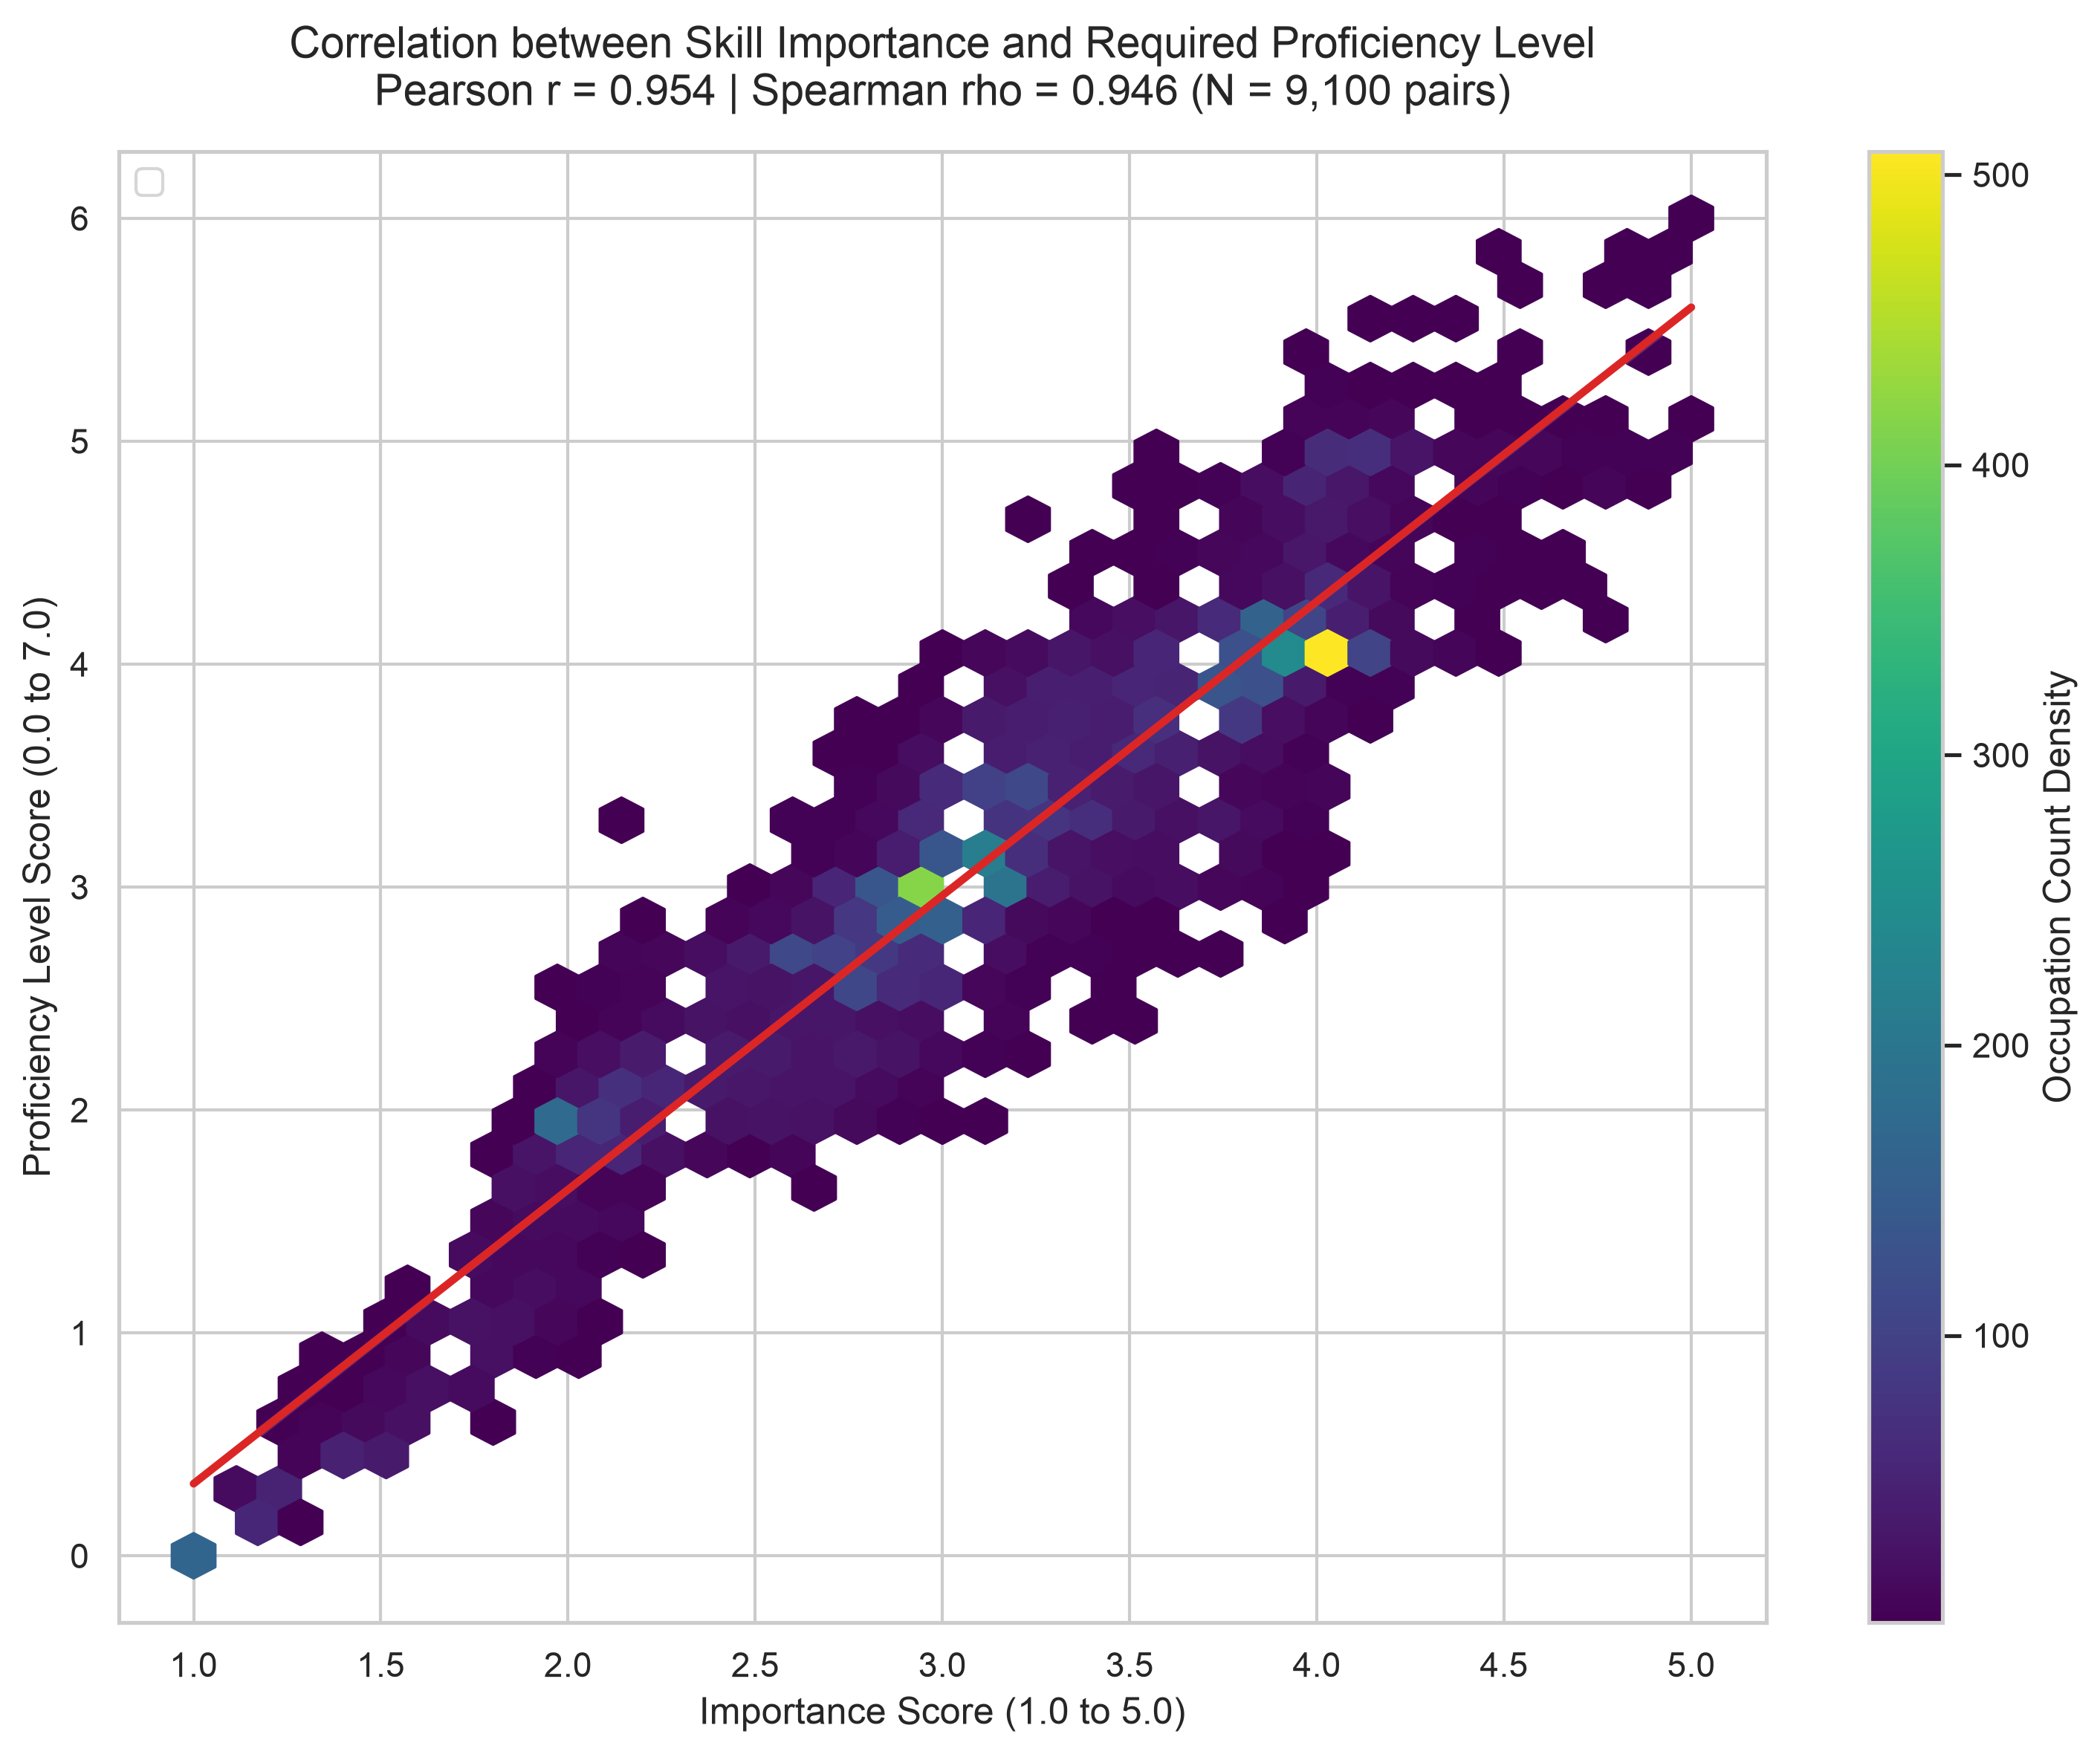 Correlation between Skill Importance and Required Proficiency Level
Pearson r = 0.954 | Spearman rho = 0.946 (N = 9,100 pairs)
Proficiency Level Score (0.0 to 7.0)
6
5
4
3
2
1
0
1.0 1.5 2.0 2.5 3.0 3.5 4.0 4.5 5.0
Importance Score (1.0 to 5.0)
500
400
300
200
100
Occupation Count Density